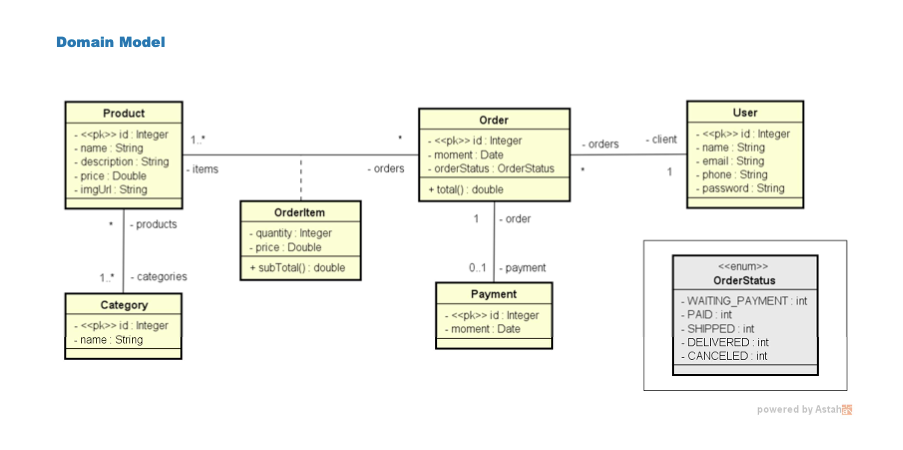 Domain Model
Product
- <<pk>> id : Integer
- name : String
- description : String
- price : Double
- imgUrl : String
1..*
- items
*
- orders
Order
- <<pk>> id : Integer
- moment : Date
- orderStatus : OrderStatus
+ total() : double
- orders
*
- client
1
User
- <<pk>> id : Integer
- name : String
- email : String
- phone : String
- password : String
OrderItem
- quantity : Integer
- price : Double
+ subTotal() : double
* - products
1..* - categories
Category
- <<pk>> id : Integer
- name : String
1 - order
0..1 - payment
Payment
- <<pk>> id : Integer
- moment : Date
<<enum>>
OrderStatus
- WAITING_PAYMENT : int
- PAID : int
- SHIPPED : int
- DELIVERED : int
- CANCELED : int
powered by Astah